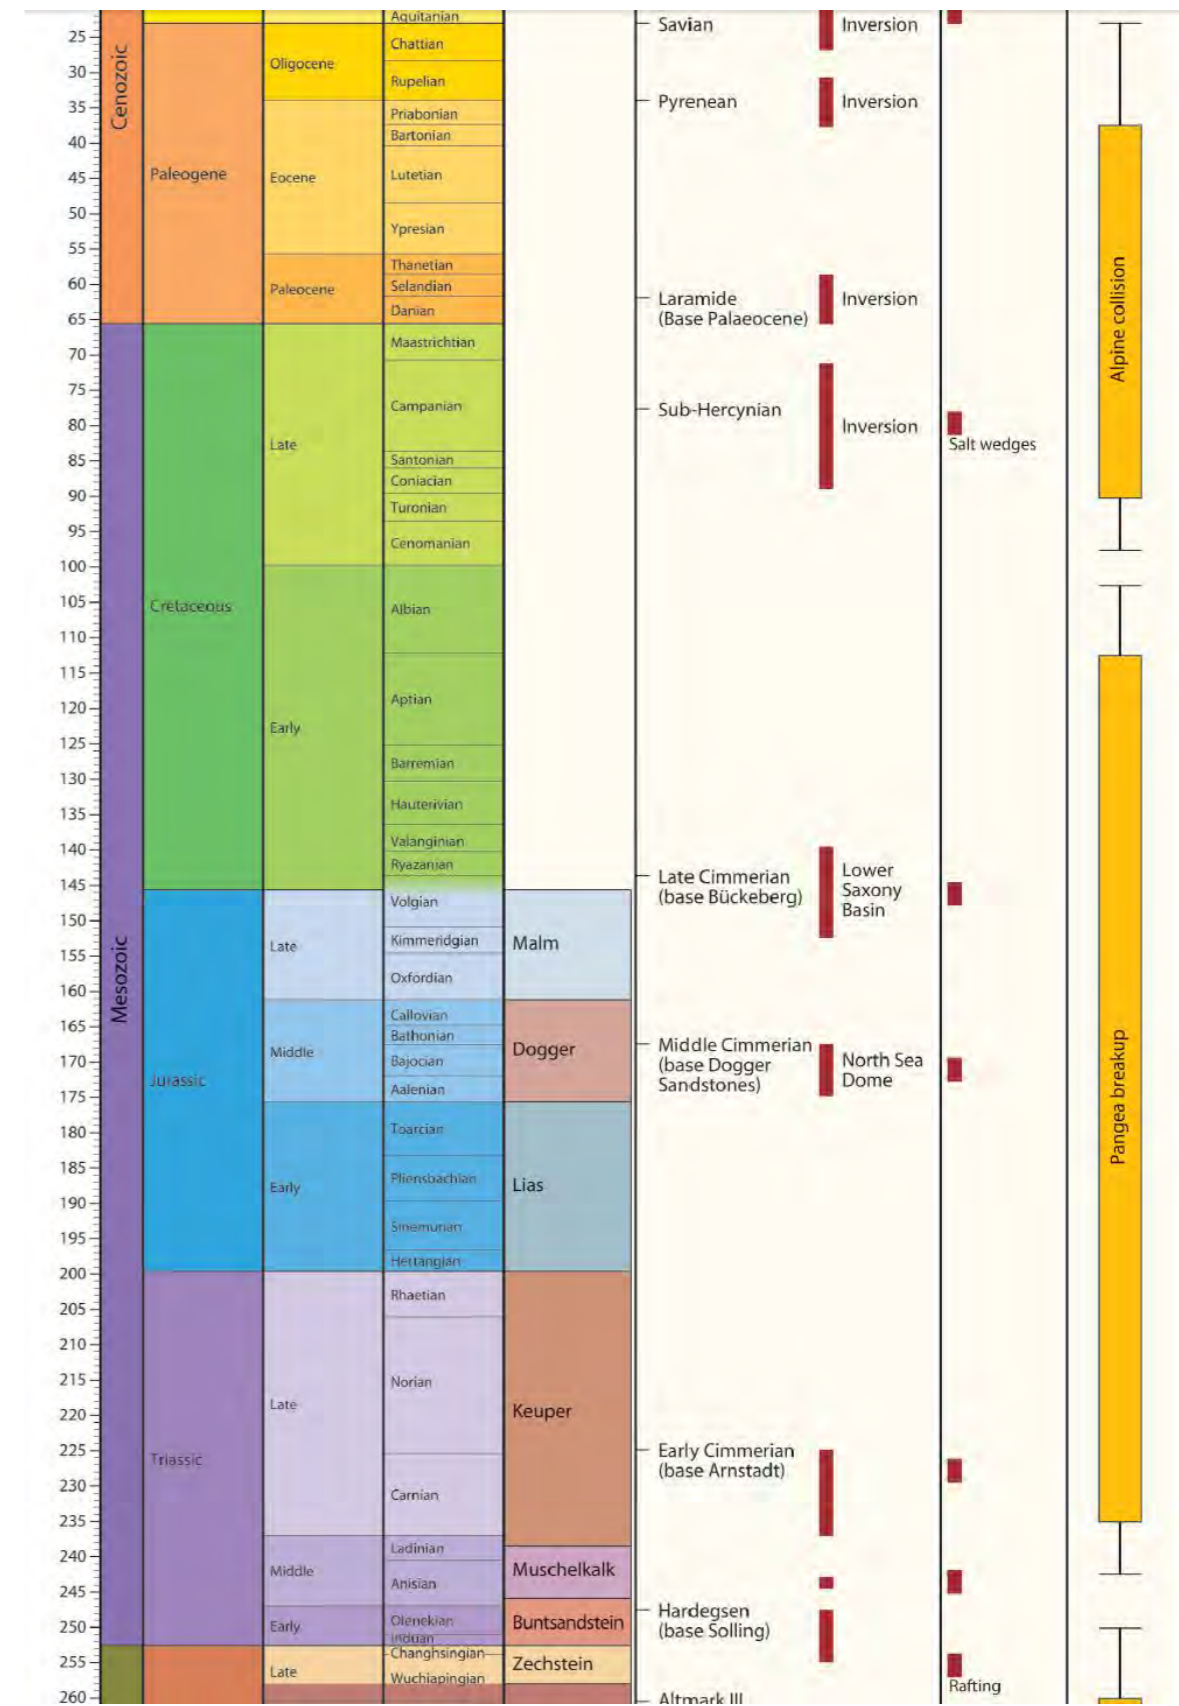 25
30
35
40
45
50
55
60
65
70
75
80
85
90
95
100
105
110
115
120
125
130
135
140
145
150
155
160
165
170
175
180
185
190
195
200
205
210
215
220
225
230
235
240
245
250
255
260
Cenozoic
Mesozoic
Paleogene
Cretaceous
Jurassic
Triassic
Oligocene
Eocene
Paleocene
Late
Early
Late
Middle
Early
Late
Middle
Early
Late
Aquitanian
Chattian
Rupelian
Priabonian
Bartonian
Lutetian
Ypresian
Thanetian
Selandian
Danian
Maastrichtian
Campanian
Santonian
Coniacian
Turonian
Cenomanian
Albian
Aptian
Barremian
Hauterivian
Valanginian
Ryazanian
Volgian
Kimmeridgian
Oxfordian
Callovian
Bathonian
Bajocian
Aalenian
Toarcian
Pliensbachian
Sinemurian
Hettangian
Rhaetian
Norian
Carnian
Ladinian
Anisian
Olenekian
Induan
Changhsingian
Wuchiapingian
Malm
Dogger
Lias
Keuper
Muschelkalk
Buntsandstein
Zechstein
Savian
Pyrenean
Laramide
(Base Palaeocene)
Sub-Hercynian
Late Cimmerian
(base Bückeberg)
Middle Cimmerian
(base Dogger
Sandstones)
Early Cimmerian
(base Arnstadt)
Hardegsen
(base Solling)
Altmark III
Inversion
Inversion
Inversion
Inversion
Lower
Saxony
Basin
North Sea
Dome
Salt wedges
Rafting
Alpine collision
Pangea breakup